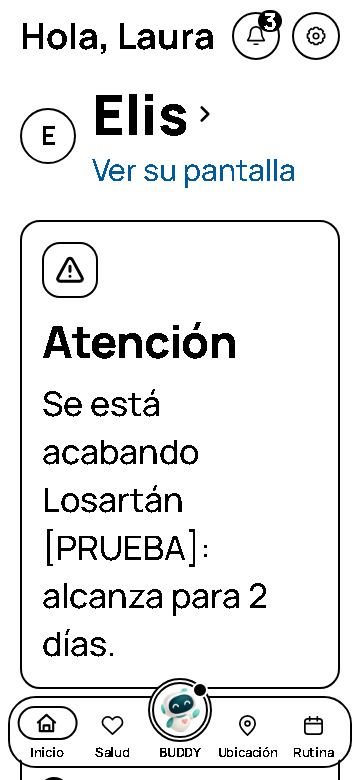 Hola, Laura
3
E
Elis
Ver su pantalla
Atención
Se está
acabando
Losartán
[PRUEBA]:
alcanza para 2
días.
Inicio
Salud
BUDDY
Ubicación
Rutina